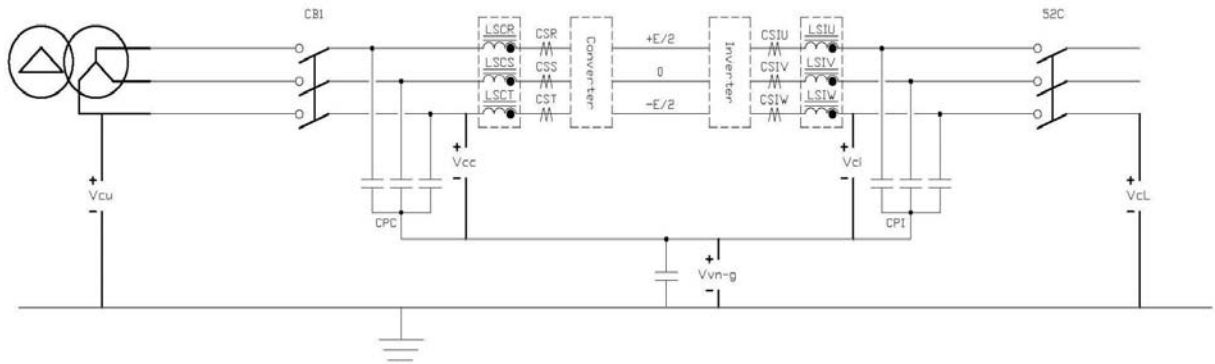 CB1
52C
LSCR
CSR
Converter
+E/2
Inverter
CSIU
LSIU
LSCS
CSS
0
CSIV
LSIV
LSCT
CST
-E/2
CSIW
LSIW
+
Vcu
-
+
Vcc
-
+
Vci
-
+
VcL
-
CPC
CPI
+
Vvn-g
-